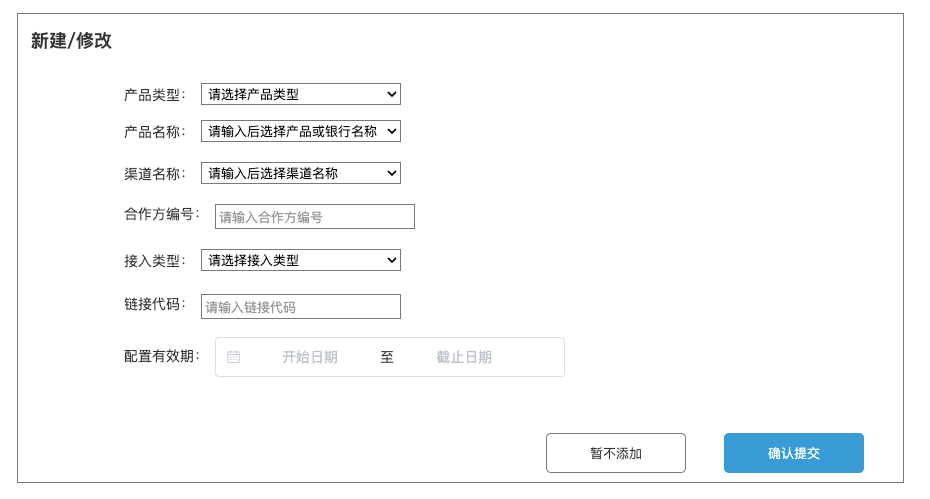 新建/修改
产品类型： 请选择产品类型
产品名称： 请输入后选择产品或银行名称
渠道名称： 请输入后选择渠道名称
合作方编号： 请输入合作方编号
接入类型： 请选择接入类型
链接代码： 请输入链接代码
配置有效期： 开始日期 至 截止日期
暂不添加 确认提交